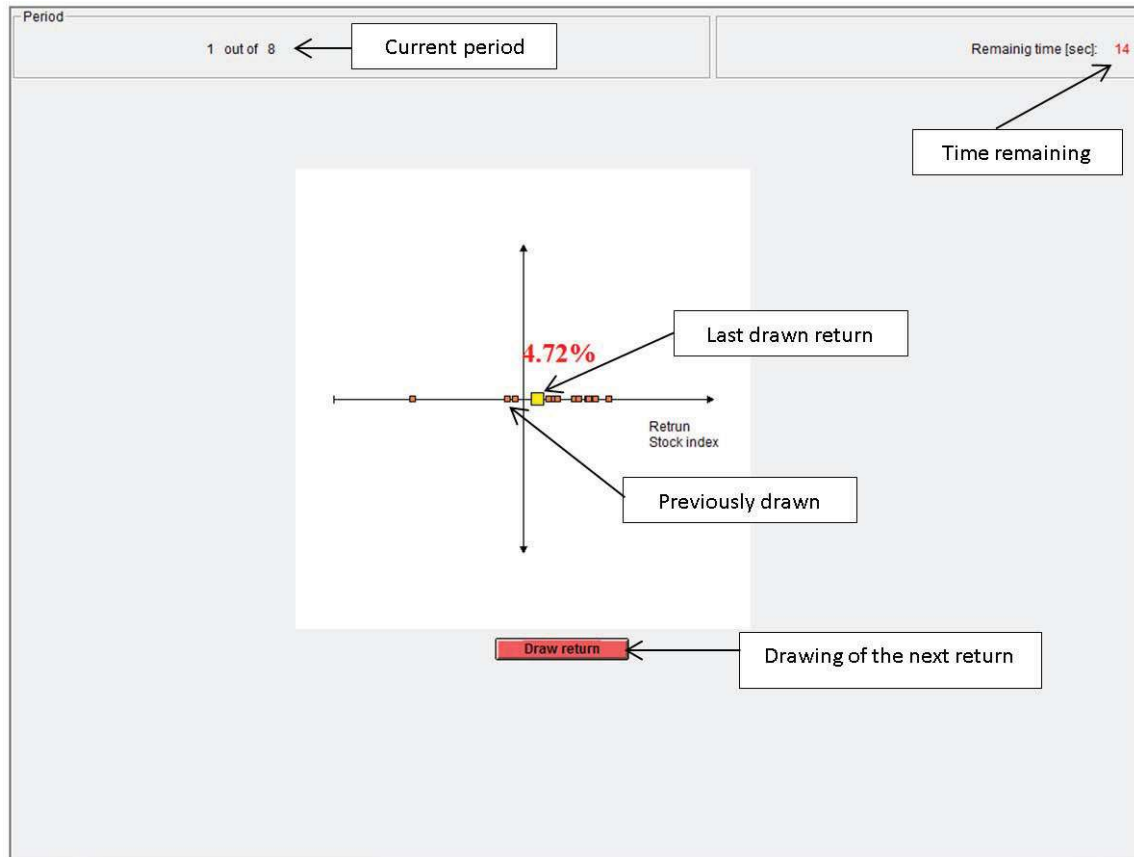 Period
1 out of 8
Current period
Remainig time [sec]: 14
Time remaining
Last drawn return
4.72%
Retrun
Stock index
Previously drawn
Draw return
Drawing of the next return